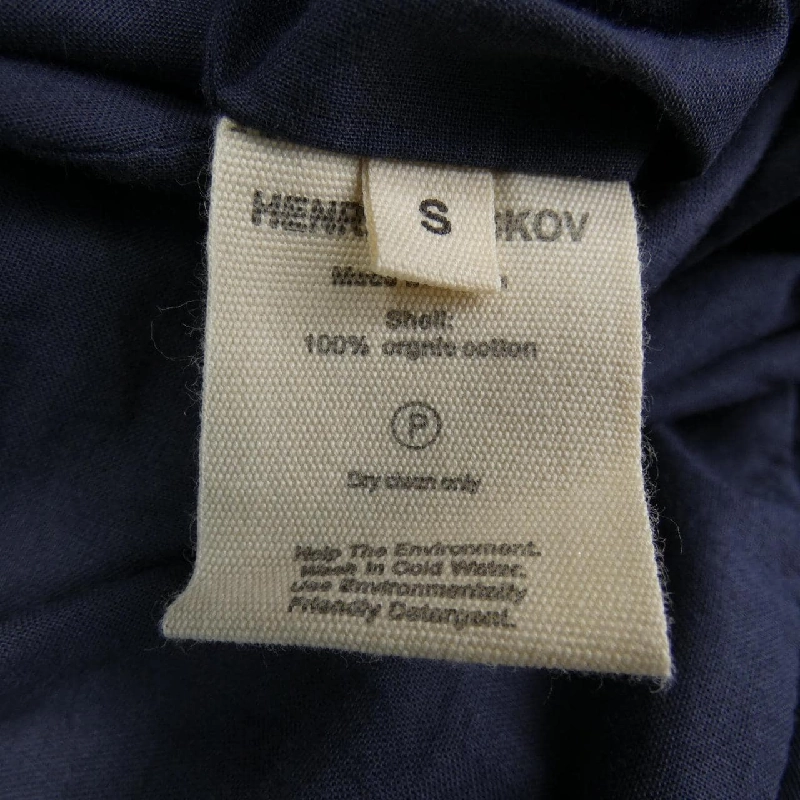 HENR
S
KOV
Made
Shell:
100% orgnic cotton
P
Dry clean only
Help The Environment.
Wash In Cold Water.
Use Environmentally
Friendly Detergent.